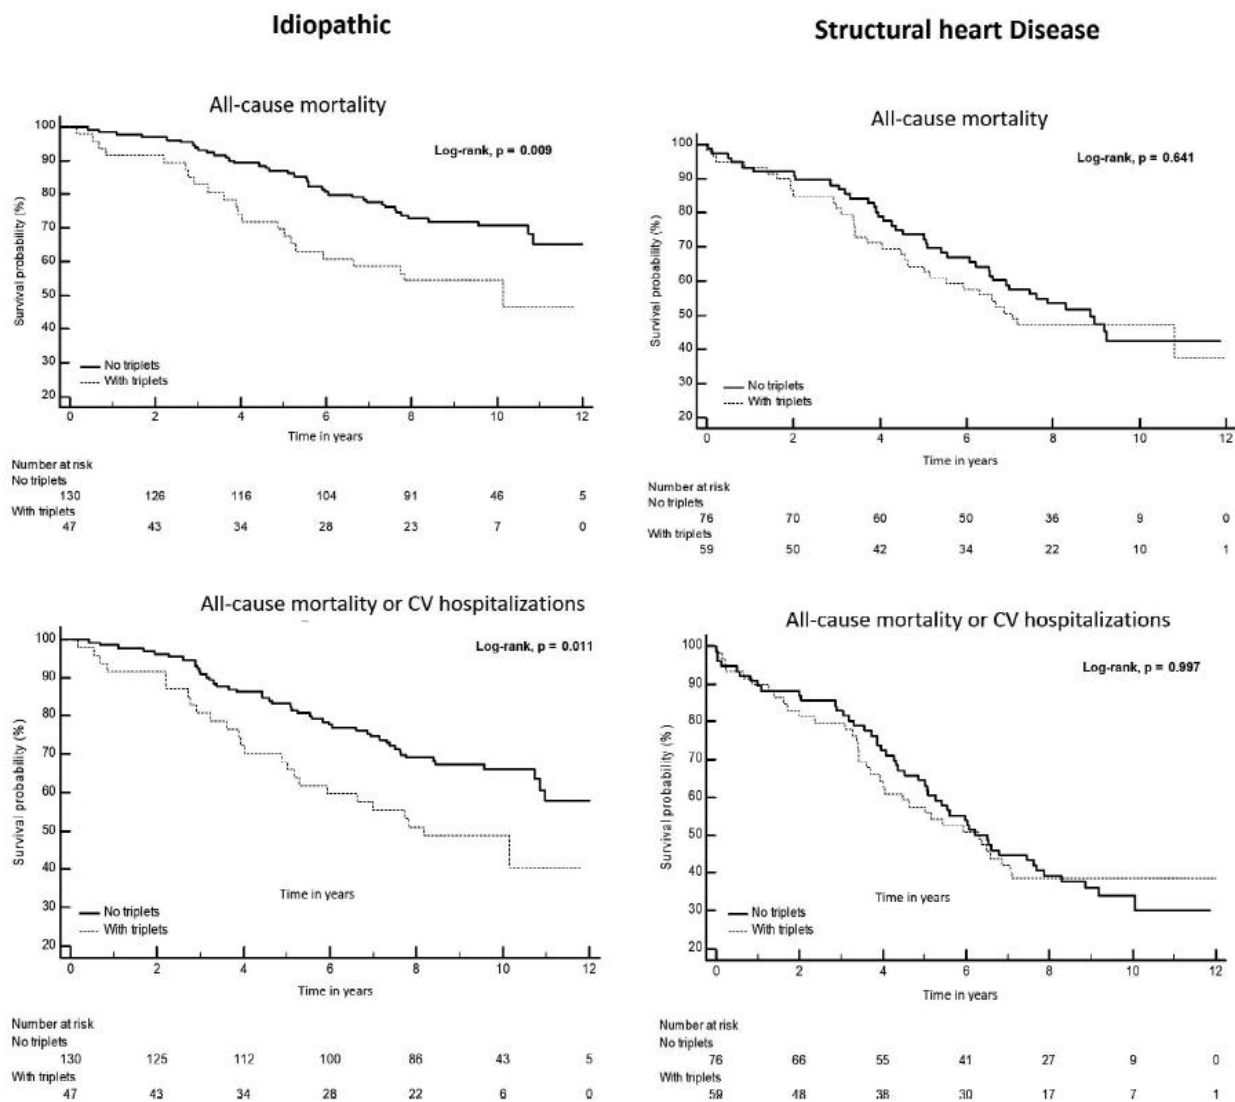 Idiopathic
All-cause mortality
Log-rank, p = 0.009
Survival probability (%)
100
90
80
70
60
50
40
30
20
No triplets
With triplets
0 2 4 6 8 10 12
Time in years
Number at risk
No triplets
130 126 116 104 91 46 5
With triplets
47 43 34 28 23 7 0
Structural heart Disease
All-cause mortality
Log-rank, p = 0.641
Survival probability (%)
100
90
80
70
60
50
40
30
20
No triplets
With triplets
0 2 4 6 8 10 12
Time in years
Number at risk
No triplets
76 70 60 50 36 9 0
With triplets
59 50 42 34 22 10 1
All-cause mortality or CV hospitalizations
Log-rank, p = 0.011
Survival probability (%)
100
90
80
70
60
50
40
30
20
Time in years
No triplets
With triplets
0 2 4 6 8 10 12
Time in years
Number at risk
No triplets
130 125 112 100 86 43 5
With triplets
47 43 34 28 22 6 0
All-cause mortality or CV hospitalizations
Log-rank, p = 0.997
Survival probability (%)
100
90
80
70
60
50
40
30
20
Time in years
No triplets
With triplets
0 2 4 6 8 10 12
Time in years
Number at risk
No triplets
76 66 55 41 27 9 0
With triplets
59 48 38 30 17 7 1